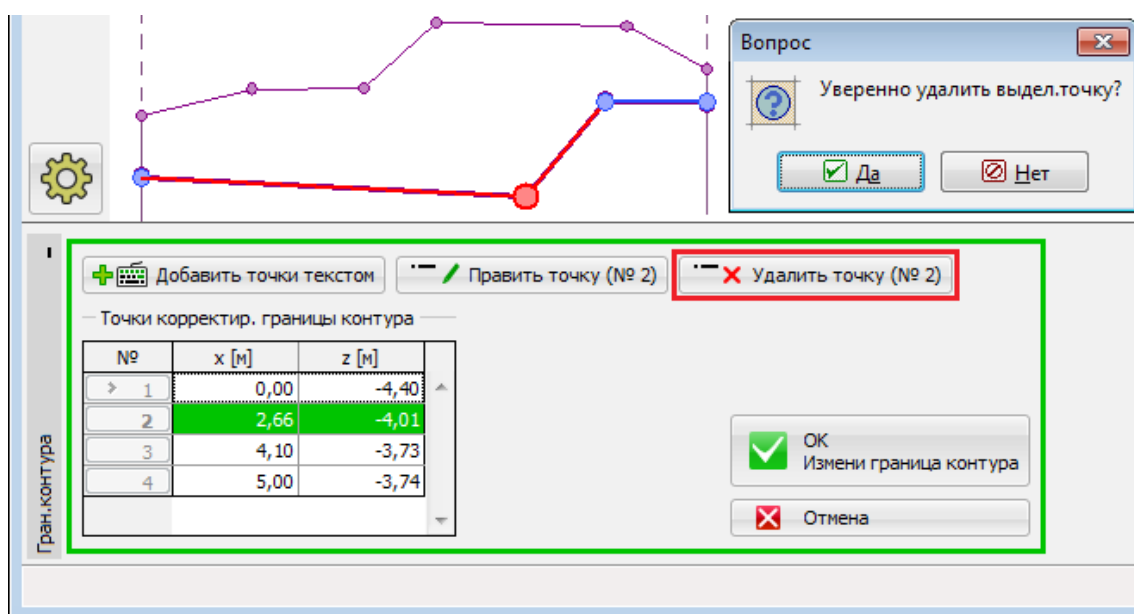 Вопрос
Уверенно удалить выдел.точку?
Да
Нет
Добавить точки текстом
Править точку (№ 2)
Удалить точку (№ 2)
Точки корректир. границы контура
№ x [м] z [м]
1 0,00 -4,40
2 2,66 -4,01
3 4,10 -3,73
4 5,00 -3,74
Гран.контура
OK
Измени граница контура
Отмена